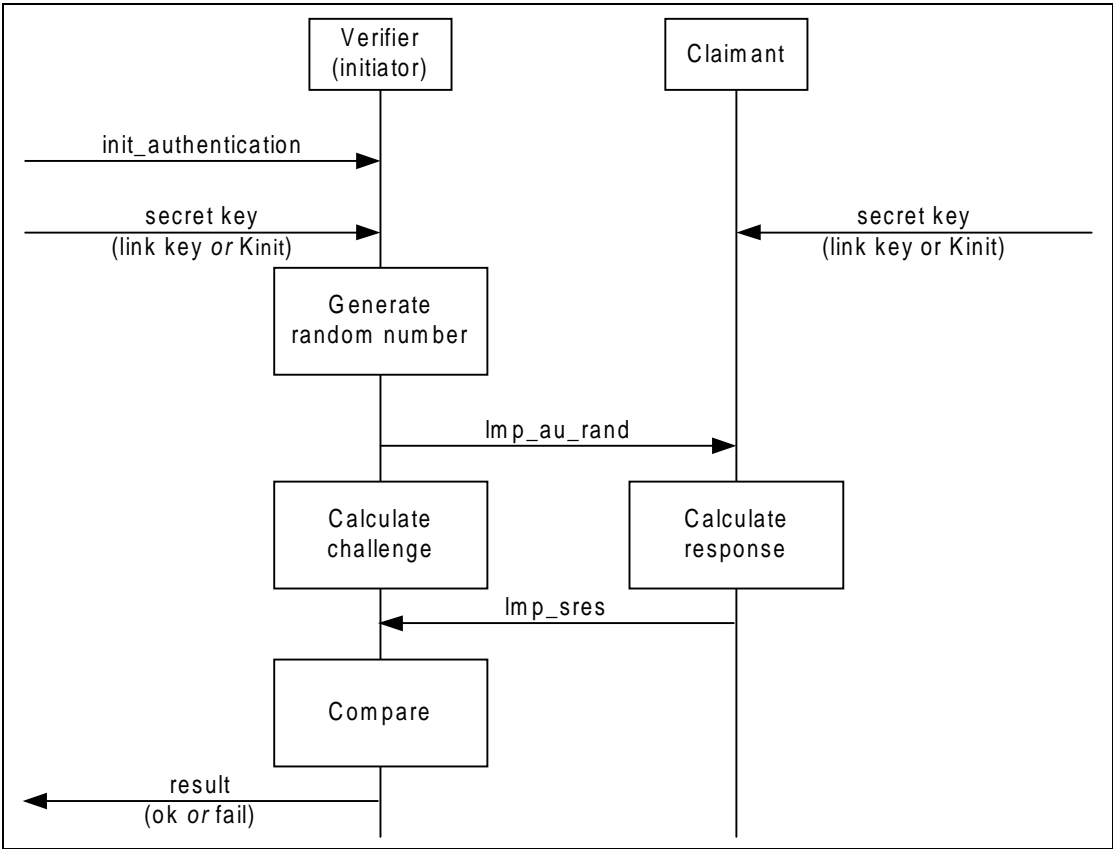 Verifier
(initiator)
Claimant
init_authentication
secret key
(link key or Kinit)
secret key
(link key or Kinit)
Generate
random number
lmp_au_rand
Calculate
challenge
Calculate
response
lmp_sres
Compare
result
(ok or fail)